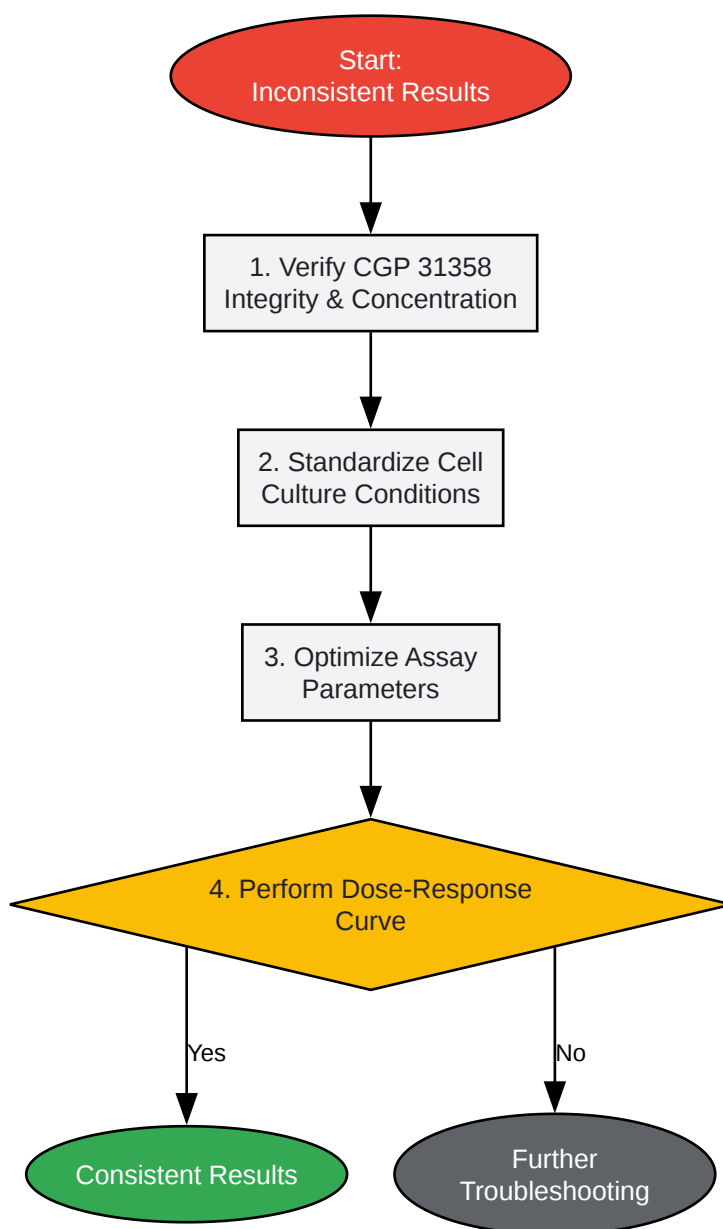 Start:
Inconsistent Results
1. Verify CGP 31358
Integrity & Concentration
2. Standardize Cell
Culture Conditions
3. Optimize Assay
Parameters
4. Perform Dose-Response
Curve
Yes
No
Consistent Results
Further
Troubleshooting